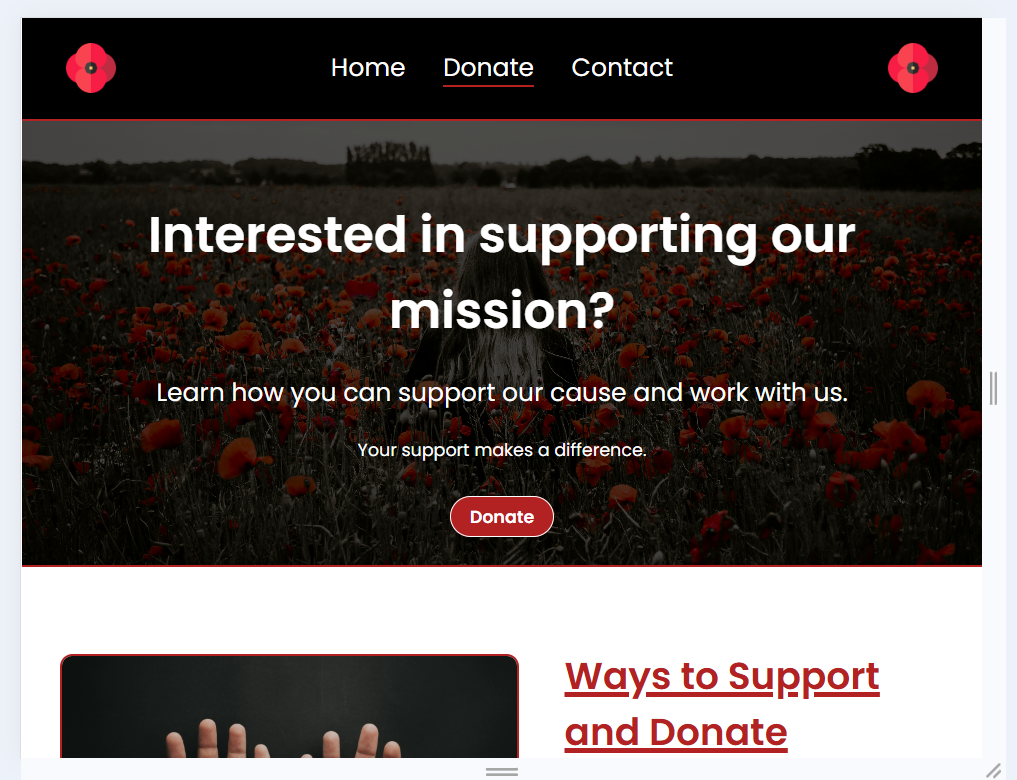 Home Donate Contact
Interested in supporting our
mission?
Learn how you can support our cause and work with us.
Your support makes a difference.
Donate
Ways to Support
and Donate